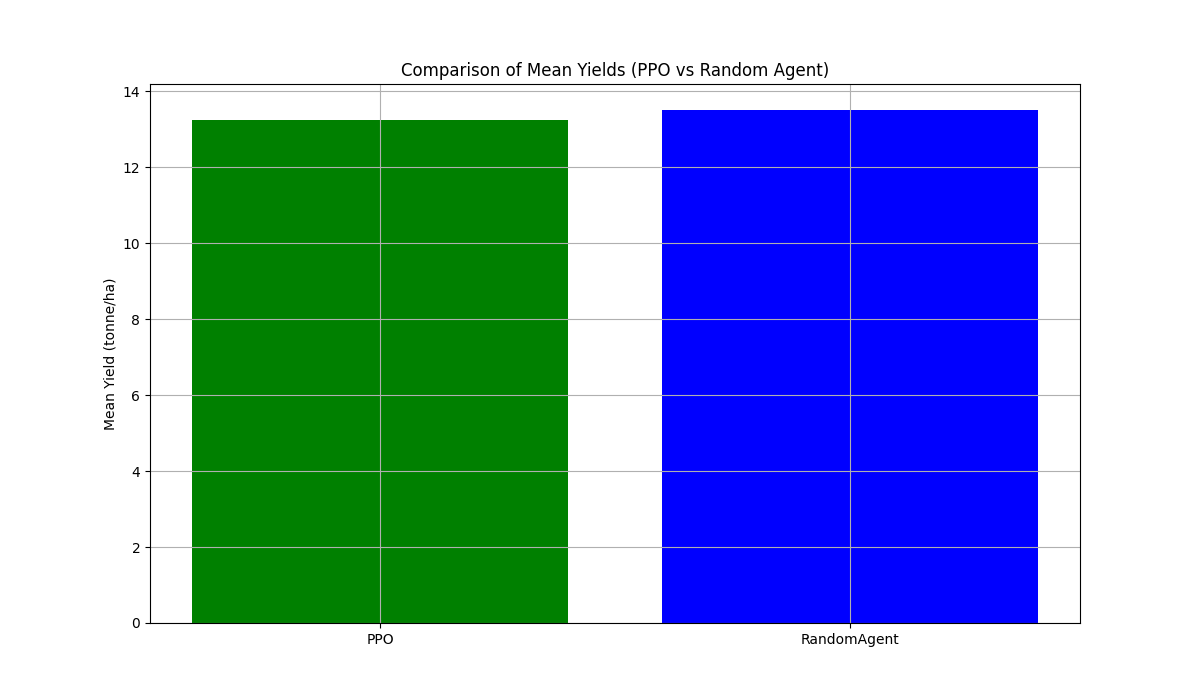 Comparison of Mean Yields (PPO vs Random Agent)
Mean Yield (tonne/ha)
14
12
10
8
6
4
2
0
PPO
RandomAgent